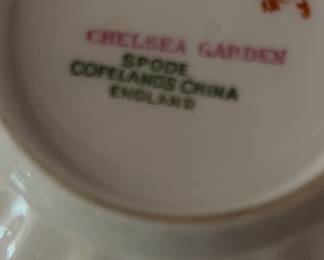 CHELSEA GARDEN
SPODE
COPELANDS CHINA
ENGLAND